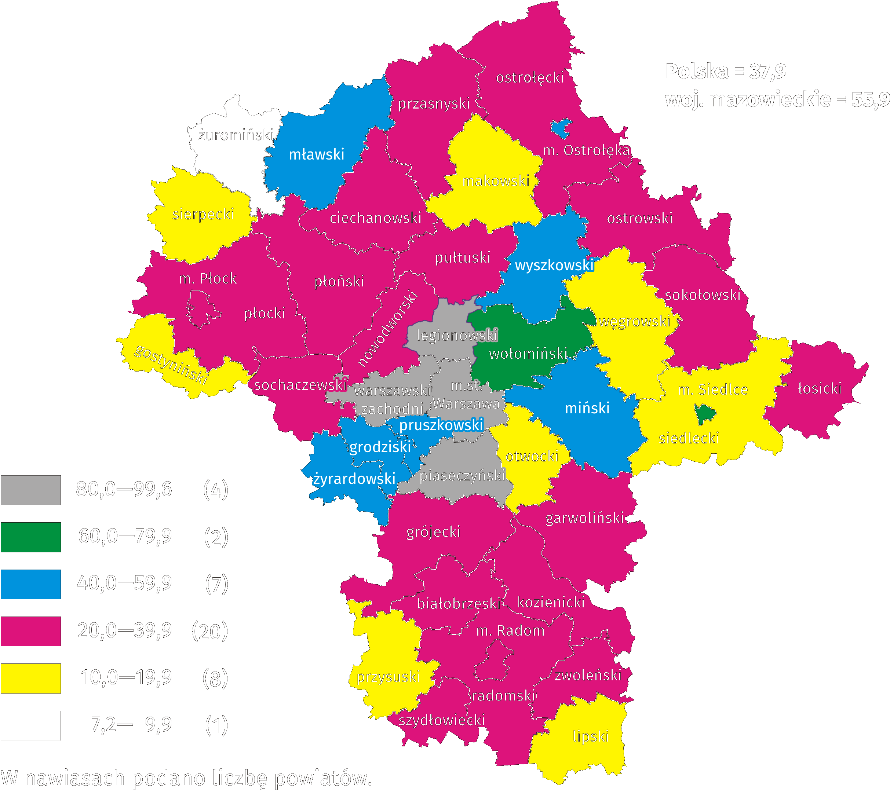 Polska = 37,9
woj. mazowieckie = 55,9
ostrołęcki
przasnyski
żuromiński
mławski
m. Ostrołęka
makowski
sierpecki
ciechanowski
ostrowski
pułtuski
wyszkowski
m. Płock
płoński
sokołowski
płocki
nowodworski
węgrowski
legionowski
wołomiński
gostyniński
sochaczewski
warszawski
zachodni
m.st.
Warszawa
m. Siedlce
łosicki
miński
pruszkowski
siedlecki
grodziski
otwocki
żyrardowski
piaseczyński
garwoliński
grójecki
białobrzeski
kozienicki
m. Radom
przysuski
zwoleński
radomski
szydłowiecki
lipski
80,0—99,6 (4)
60,0—79,9 (2)
40,0—59,9 (7)
20,0—39,9 (20)
10,0—19,9 (8)
7,2— 9,9 (1)
W nawiasach podano liczbę powiatów.